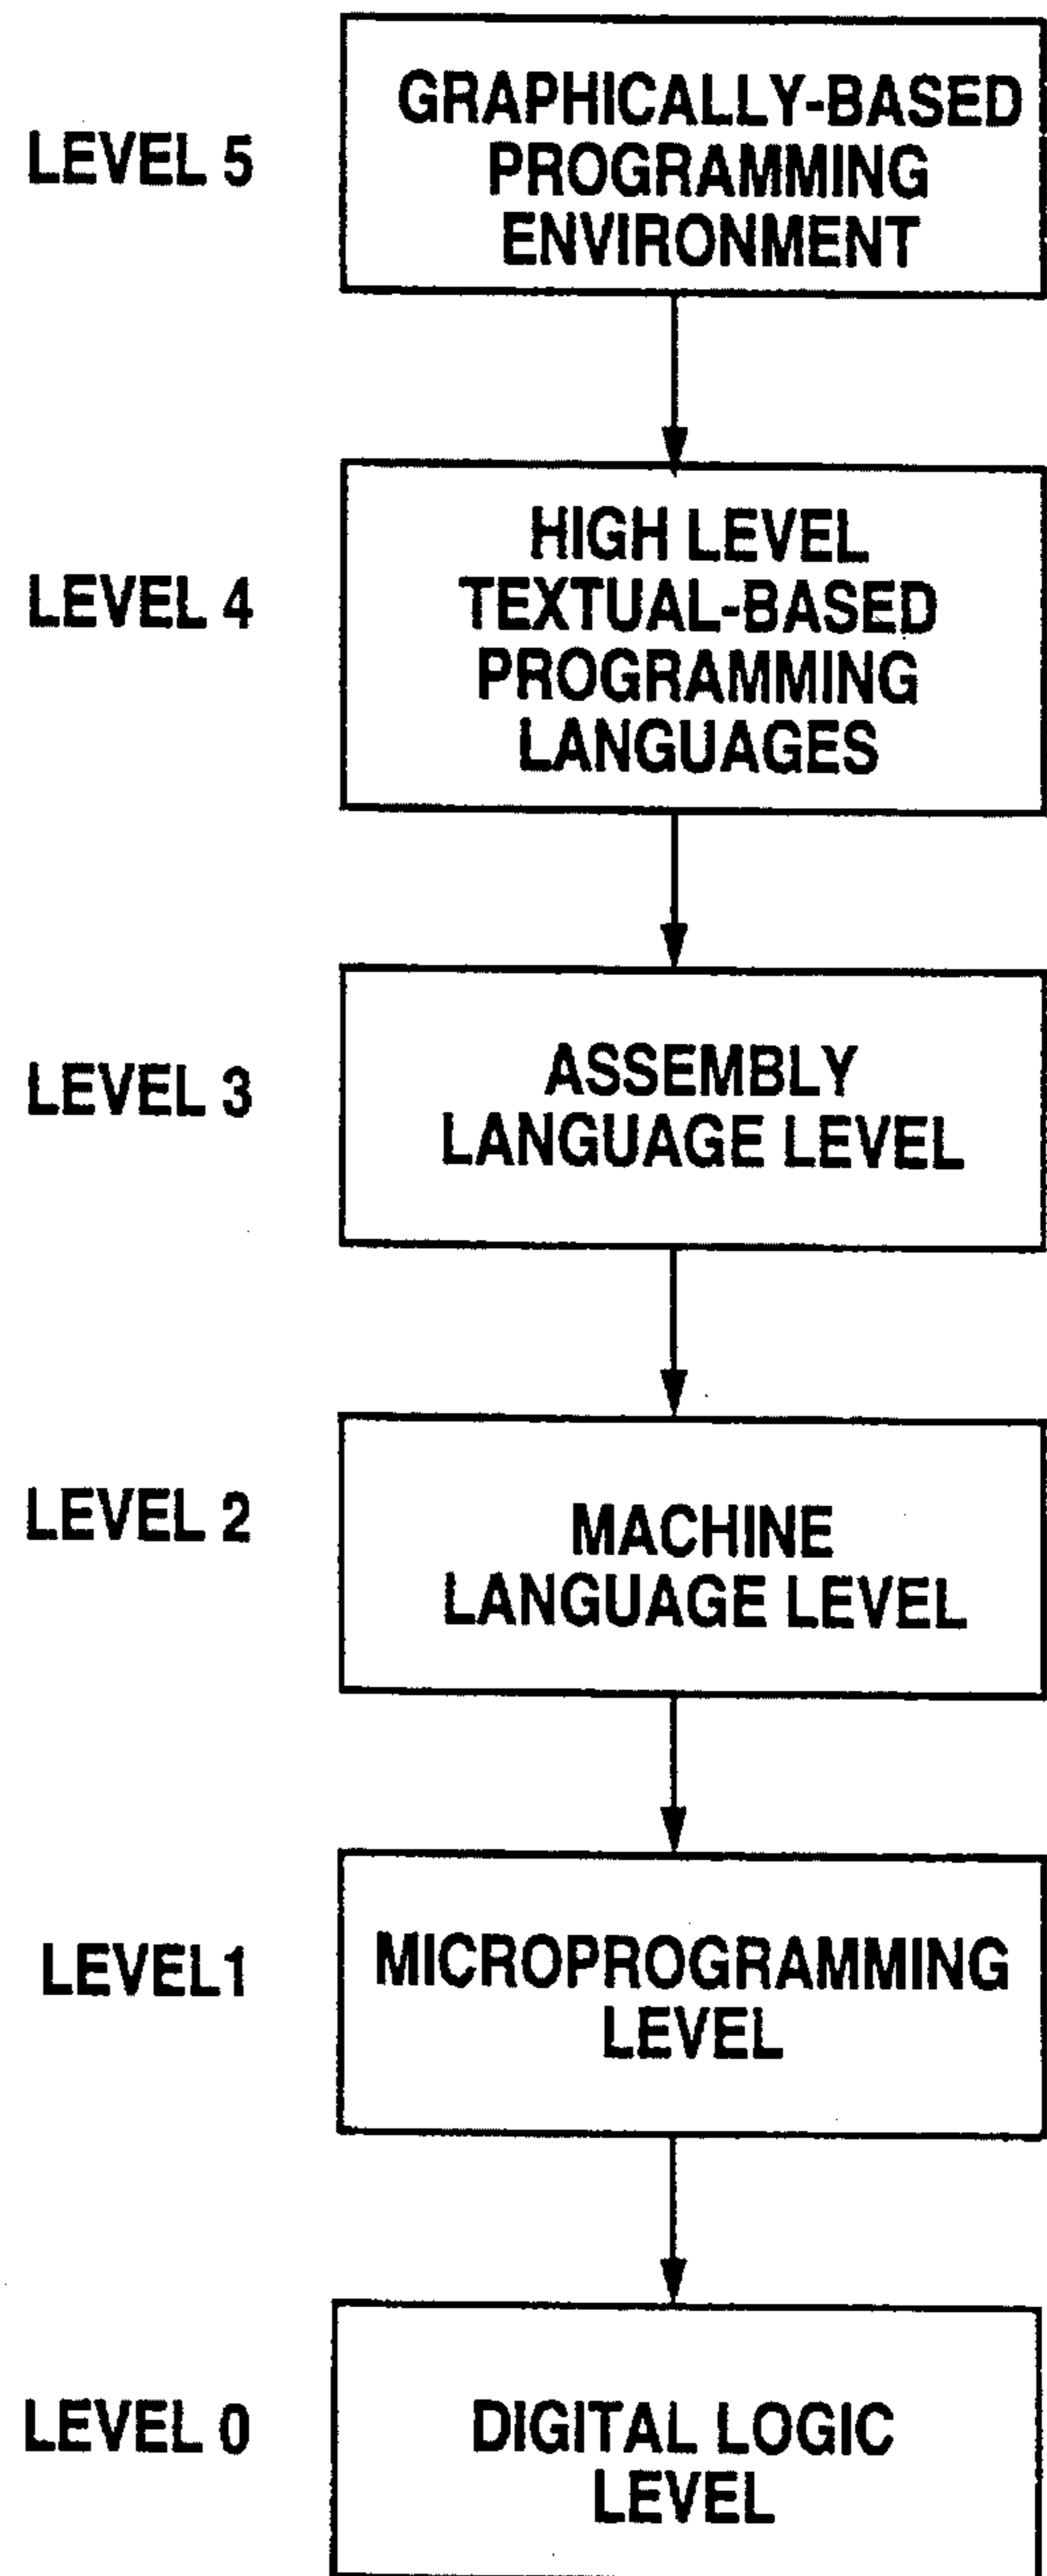 LEVEL 5
GRAPHICALLY-BASED
PROGRAMMING
ENVIRONMENT
LEVEL 4
HIGH LEVEL
TEXTUAL-BASED
PROGRAMMING
LANGUAGES
LEVEL 3
ASSEMBLY
LANGUAGE LEVEL
LEVEL 2
MACHINE
LANGUAGE LEVEL
LEVEL1
MICROPROGRAMMING
LEVEL
LEVEL 0
DIGITAL LOGIC
LEVEL